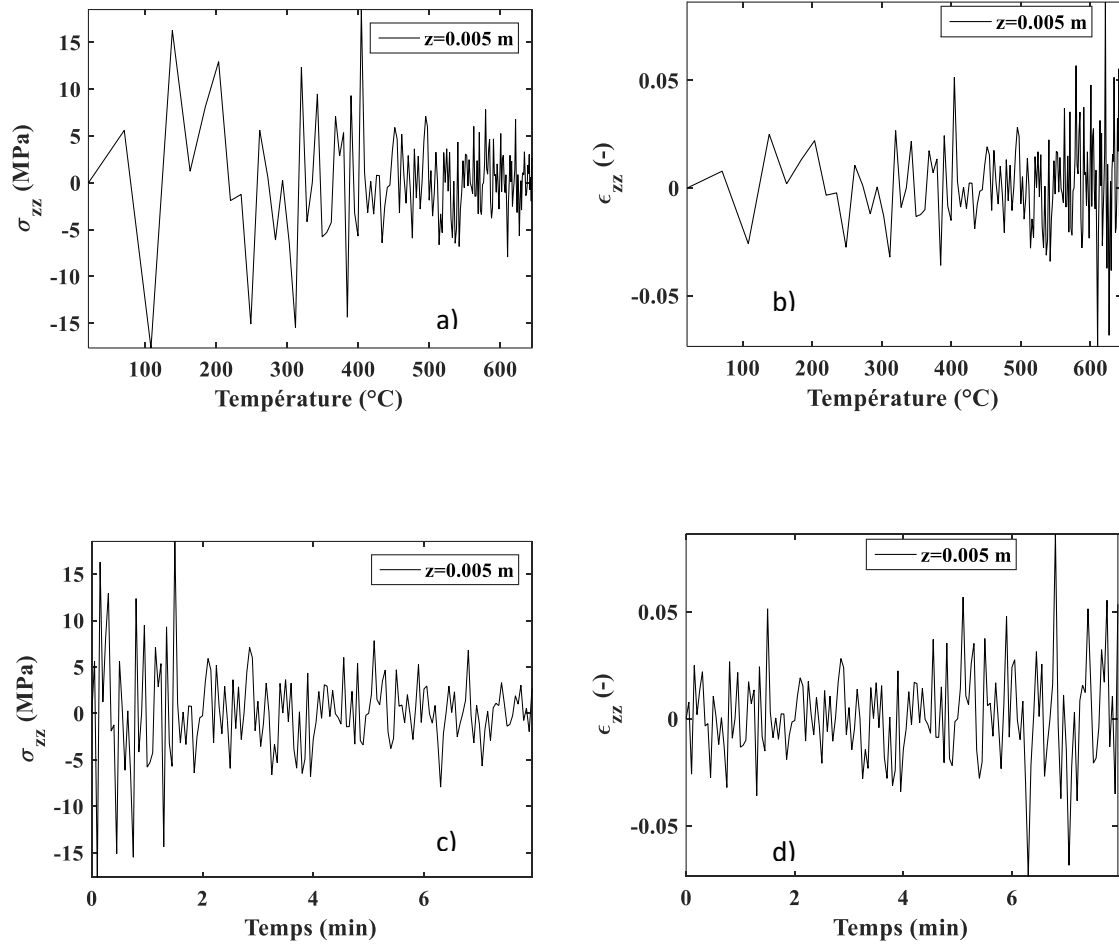 z=0.005 m
15
10
5
0
-5
-10
-15
σzz (MPa)
a)
100 200 300 400 500 600
Température (°C)
z=0.005 m
0.05
0
-0.05
ϵzz (-)
b)
100 200 300 400 500 600
Température (°C)
z=0.005 m
15
10
5
0
-5
-10
-15
σzz (MPa)
c)
0 2 4 6
Temps (min)
z=0.005 m
0.05
0
-0.05
ϵzz (-)
d)
0 2 4 6
Temps (min)